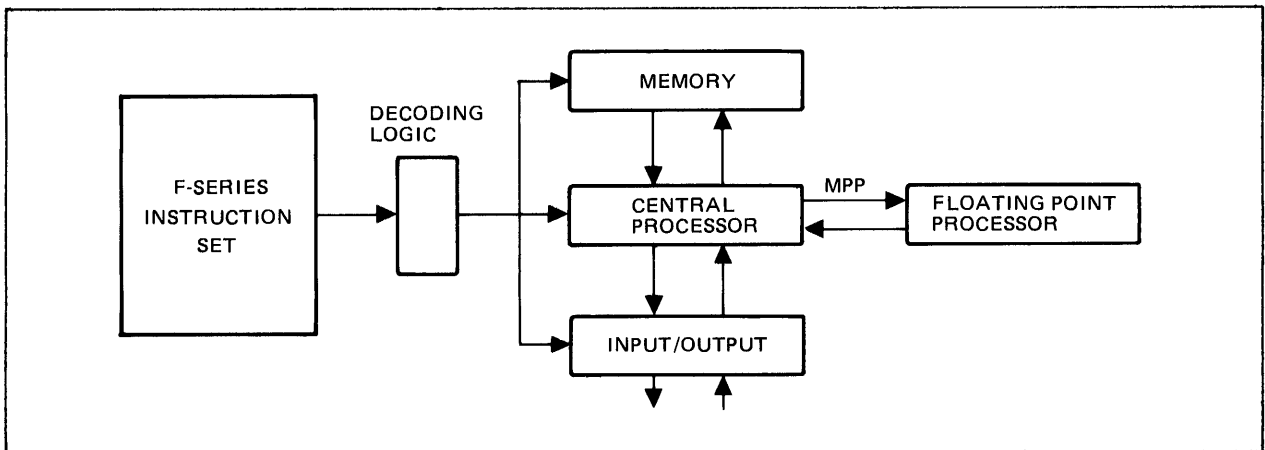 F-SERIES
INSTRUCTION
SET
DECODING
LOGIC
MEMORY
CENTRAL
PROCESSOR
INPUT/OUTPUT
MPP
FLOATING POINT
PROCESSOR